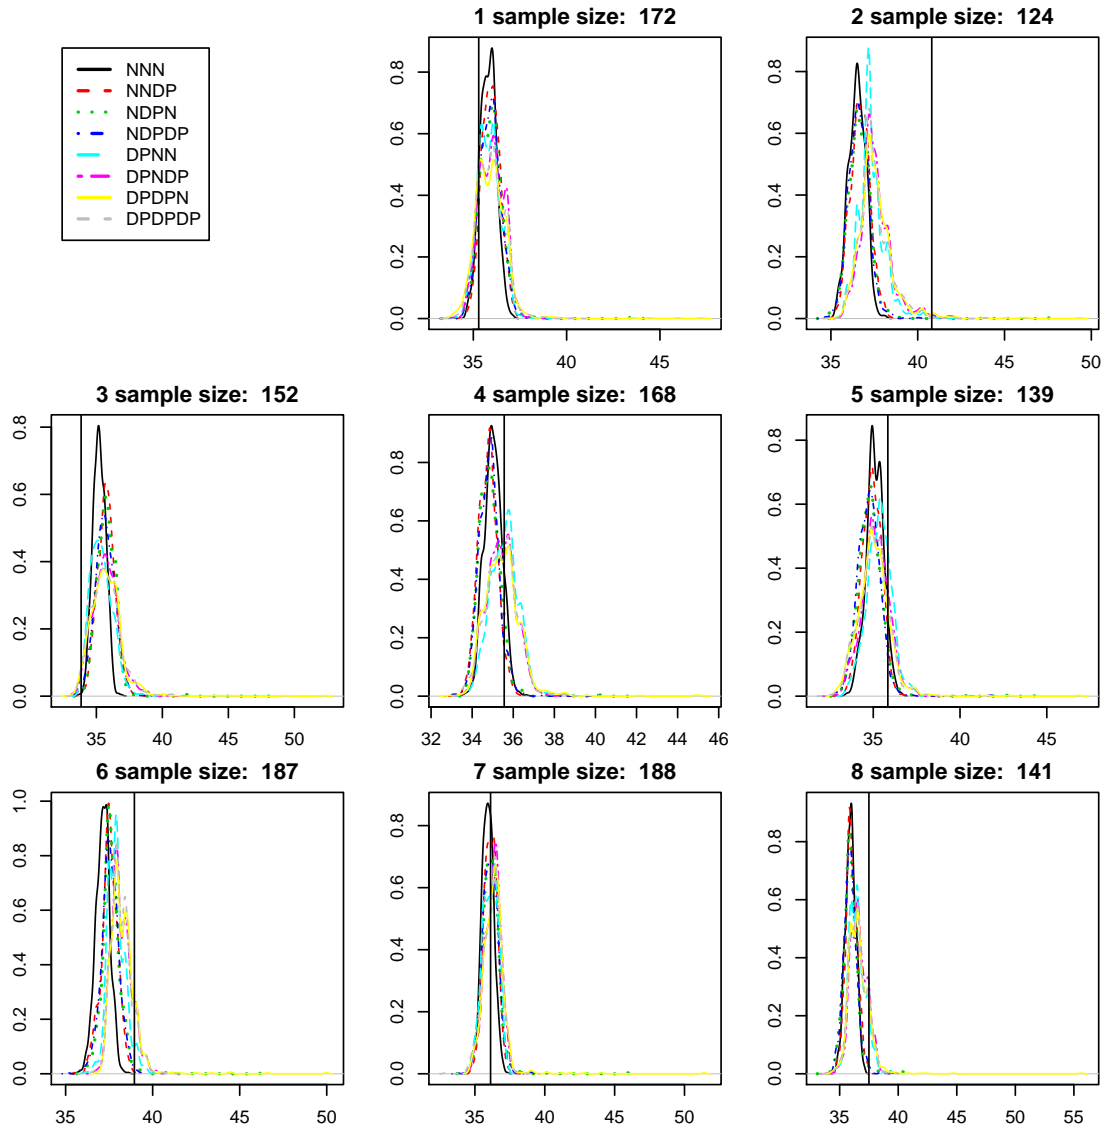 NNN
NNDP
NDPN
NDPDP
DPNN
DPNDP
DPDPN
DPDPDP
1 sample size: 172
0.0 0.2 0.4 0.6 0.8
35 40 45
2 sample size: 124
0.0 0.2 0.4 0.6 0.8
35 40 45 50
3 sample size: 152
0.0 0.2 0.4 0.6 0.8
35 40 45 50
4 sample size: 168
0.0 0.2 0.4 0.6 0.8
32 34 36 38 40 42 44 46
5 sample size: 139
0.0 0.2 0.4 0.6 0.8
35 40 45
6 sample size: 187
0.0 0.2 0.4 0.6 0.8 1.0
35 40 45 50
7 sample size: 188
0.0 0.2 0.4 0.6 0.8
35 40 45 50
8 sample size: 141
0.0 0.2 0.4 0.6 0.8
35 40 45 50 55